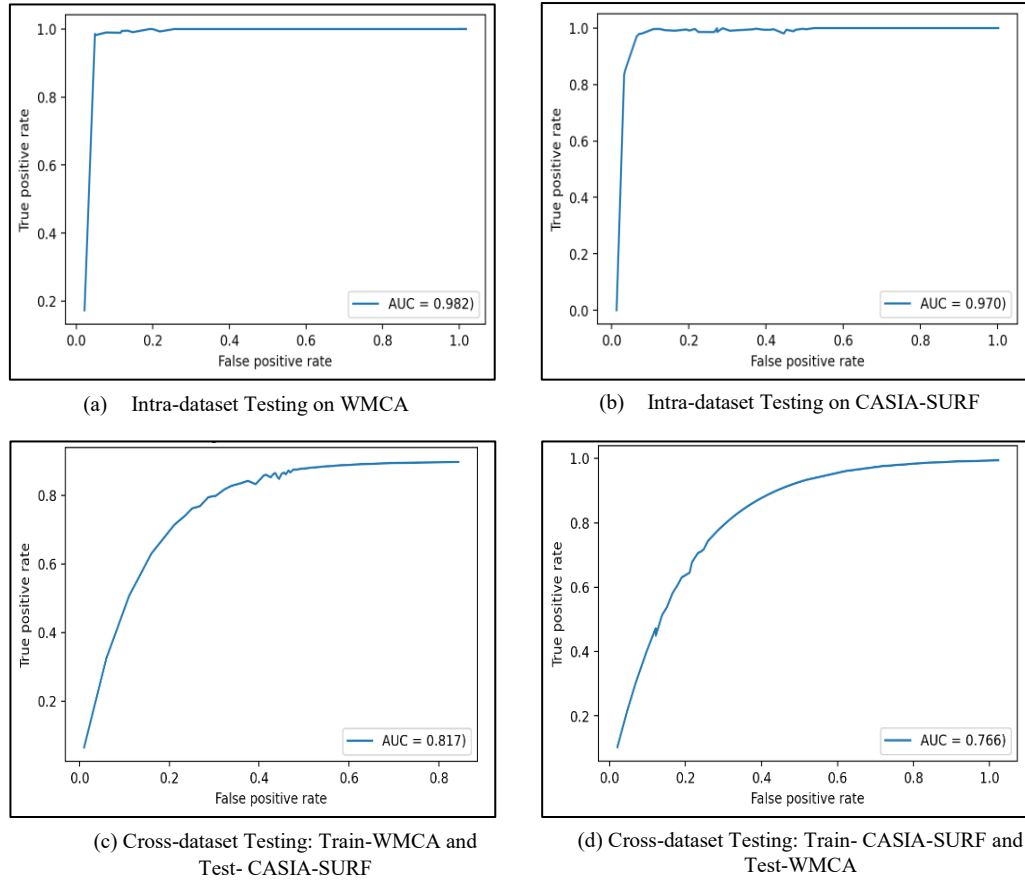 1.0
0.8
0.6
0.4
0.2
True positive rate
0.0 0.2 0.4 0.6 0.8 1.0
False positive rate
AUC = 0.982)
(a) Intra-dataset Testing on WMCA
1.0
0.8
0.6
0.4
0.2
0.0
True positive rate
0.0 0.2 0.4 0.6 0.8 1.0
False positive rate
AUC = 0.970)
(b) Intra-dataset Testing on CASIA-SURF
0.8
0.6
0.4
0.2
True positive rate
0.0 0.2 0.4 0.6 0.8
False positive rate
AUC = 0.817)
(c) Cross-dataset Testing: Train-WMCA and
Test- CASIA-SURF
1.0
0.8
0.6
0.4
0.2
True positive rate
0.0 0.2 0.4 0.6 0.8 1.0
False positive rate
AUC = 0.766)
(d) Cross-dataset Testing: Train- CASIA-SURF and
Test-WMCA